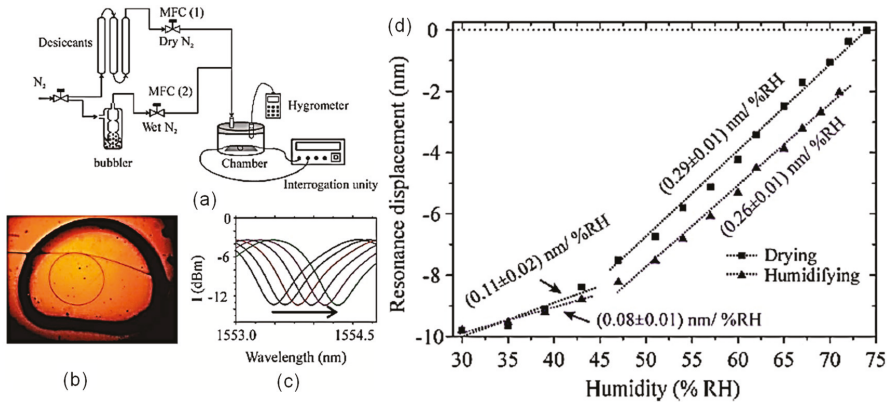 MFC (1)
Desiccants
Dry N₂
N₂
MFC (2)
Wet N₂
bubbler
Hygrometer
Chamber
Interrogation unity
(a)
(b)
0
-6
-12
I (dBm)
1553.0 1554.5
Wavelength (nm)
(c)
(d)
0
-2
-4
-6
-8
-10
Resonance displacement (nm)
(0.29±0.01) nm/ %RH
(0.26±0.01) nm/ %RH
(0.11±0.02) nm/ %RH
(0.08±0.01) nm/ %RH
Drying
Humidifying
30 35 40 45 50 55 60 65 70 75
Humidity (% RH)